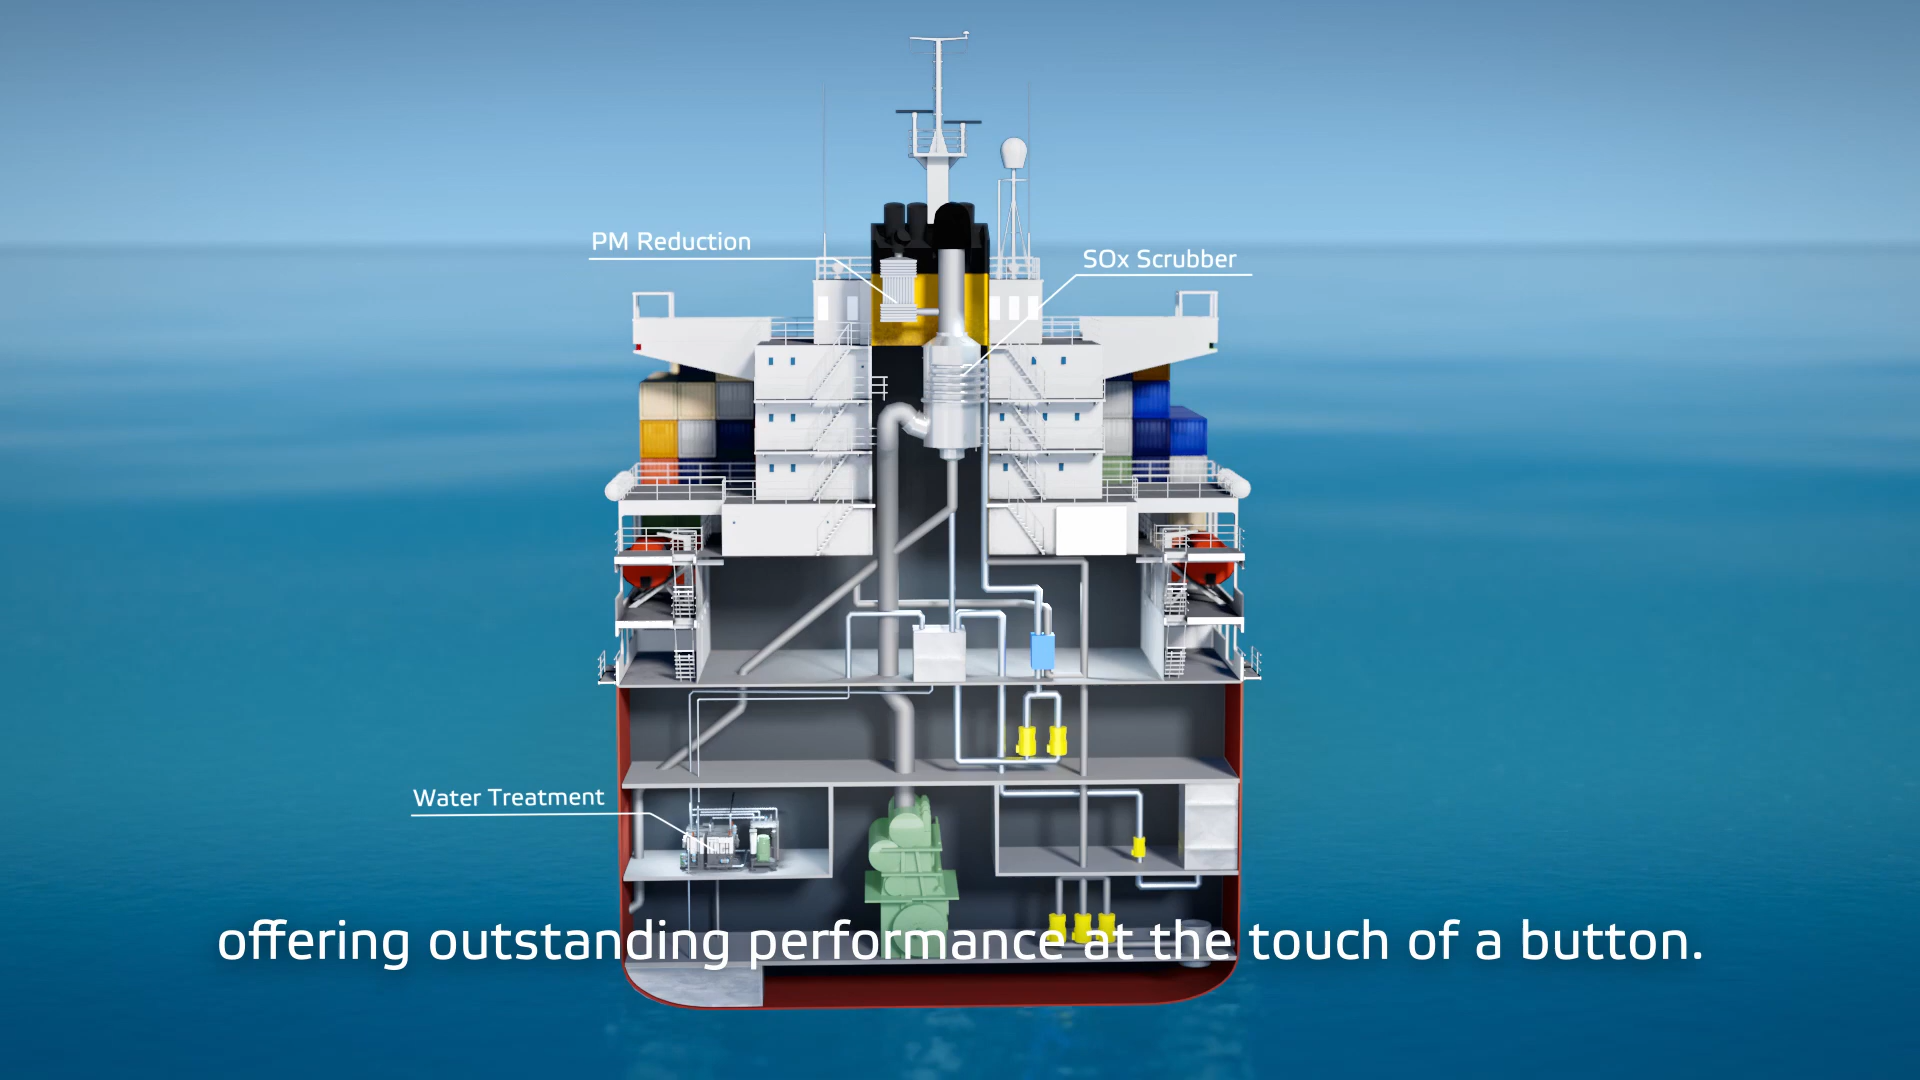 PM Reduction
SOx Scrubber
Water Treatment
offering outstanding performance at the touch of a button.